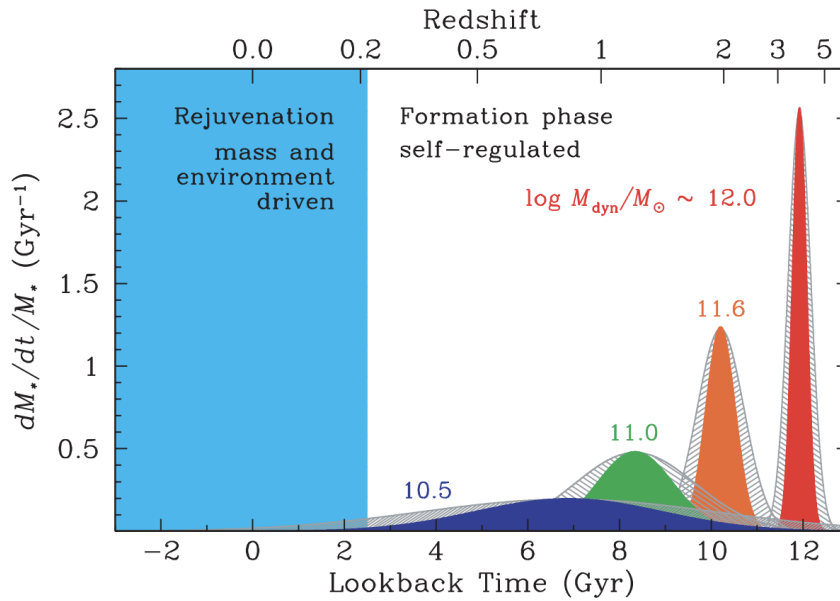 Redshift
0.0 0.2 0.5 1 2 3 5
Rejuvenation
mass and
environment
driven
Formation phase
self-regulated
log M_dyn/M_⊙ ~ 12.0
11.6
11.0
10.5
2.5
2
1.5
1
0.5
dM_*/dt/M_* (Gyr⁻¹)
−2 0 2 4 6 8 10 12
Lookback Time (Gyr)